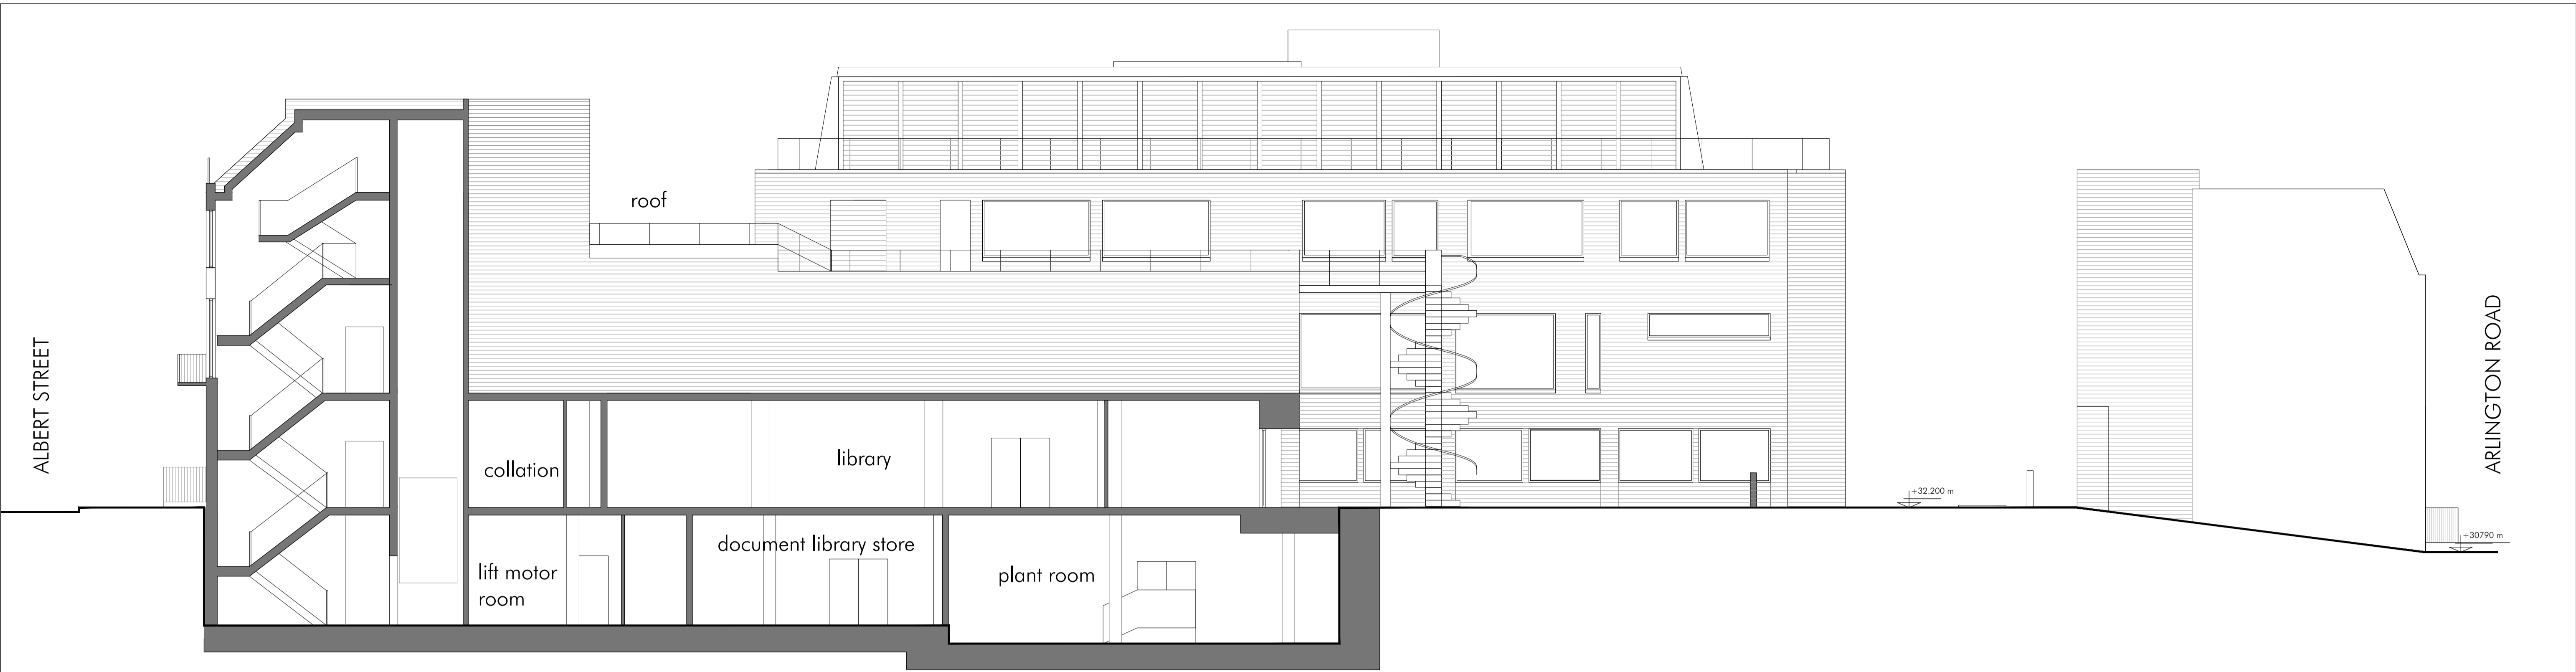 roof
ALBERT STREET
ARLINGTON ROAD
collation
library
+32.200 m
document library store
+30790 m
lift motor
room
plant room